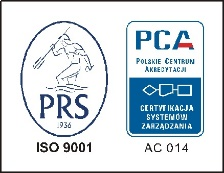 PRS
1936
ISO 9001
PCA
POLSKIE CENTRUM
AKREDYTACJI
CERTYFIKACJA
SYSTEMÓW
ZARZĄDZANIA
AC 014